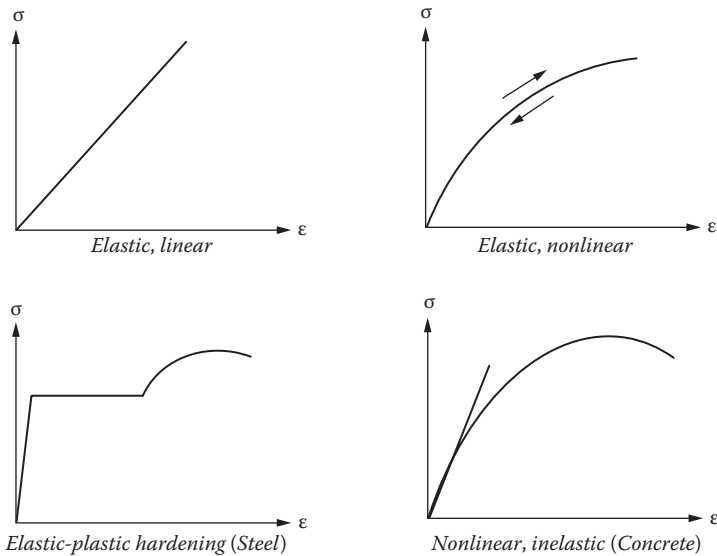 σ
σ
ε
ε
Elastic, linear
Elastic, nonlinear
σ
σ
ε
ε
Elastic-plastic hardening (Steel)
Nonlinear, inelastic (Concrete)